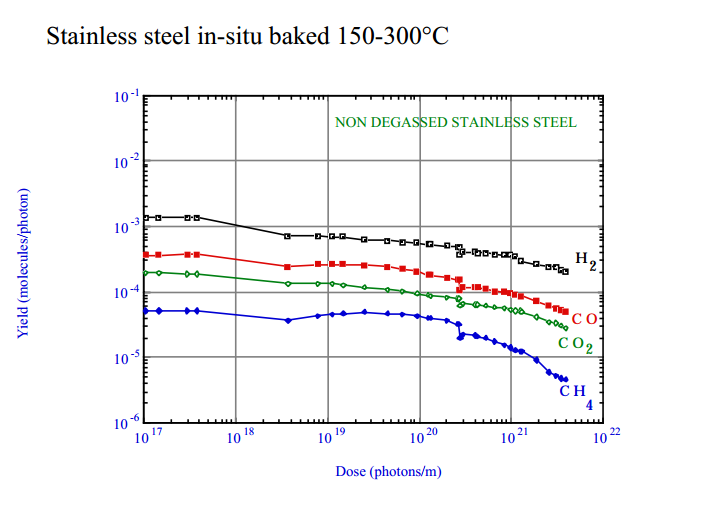 Stainless steel in-situ baked 150-300°C
10-1
NON DEGASSED STAINLESS STEEL
10-2
10-3
H2
10-4
CO
CO2
10-5
CH4
10-6
10 17
10 18
10 19
10 20
10 21
10 22
Yield (molecules/photon)
Dose (photons/m)